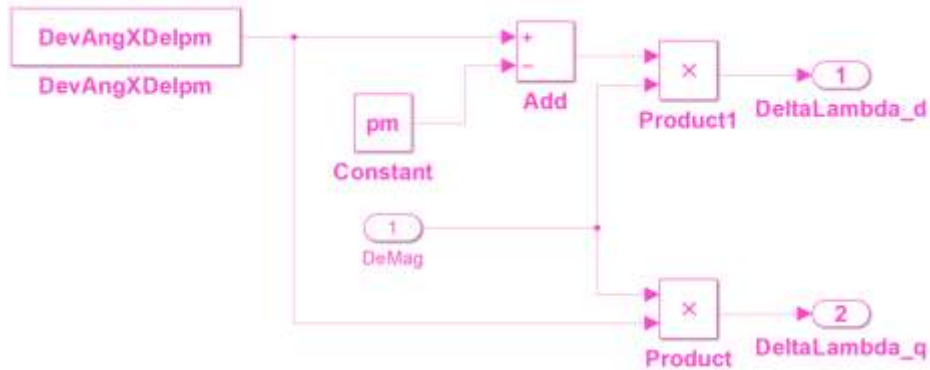 DevAngXDelpm
DevAngXDelpm
+
−
Add
×
Product1
1
DeltaLambda_d
pm
Constant
1
DeMag
×
Product
2
DeltaLambda_q